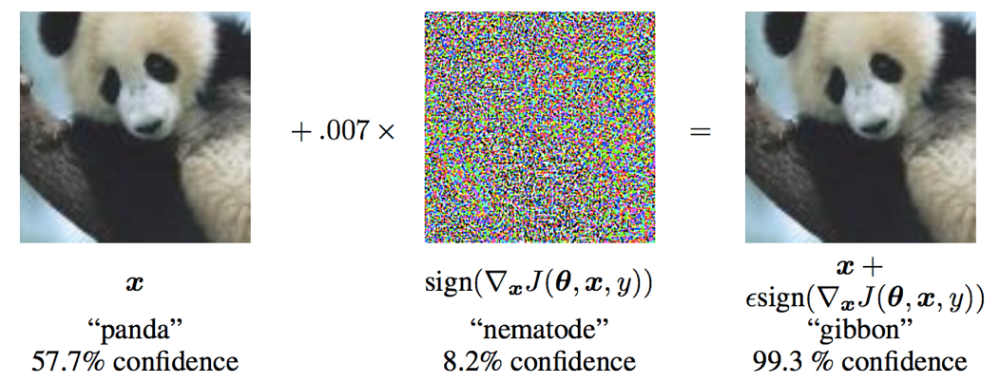 + .007 ×
=
x
sign(∇ₓJ(θ, x, y))
x +
ϵsign(∇ₓJ(θ, x, y))
“panda”
“nematode”
“gibbon”
57.7% confidence
8.2% confidence
99.3 % confidence